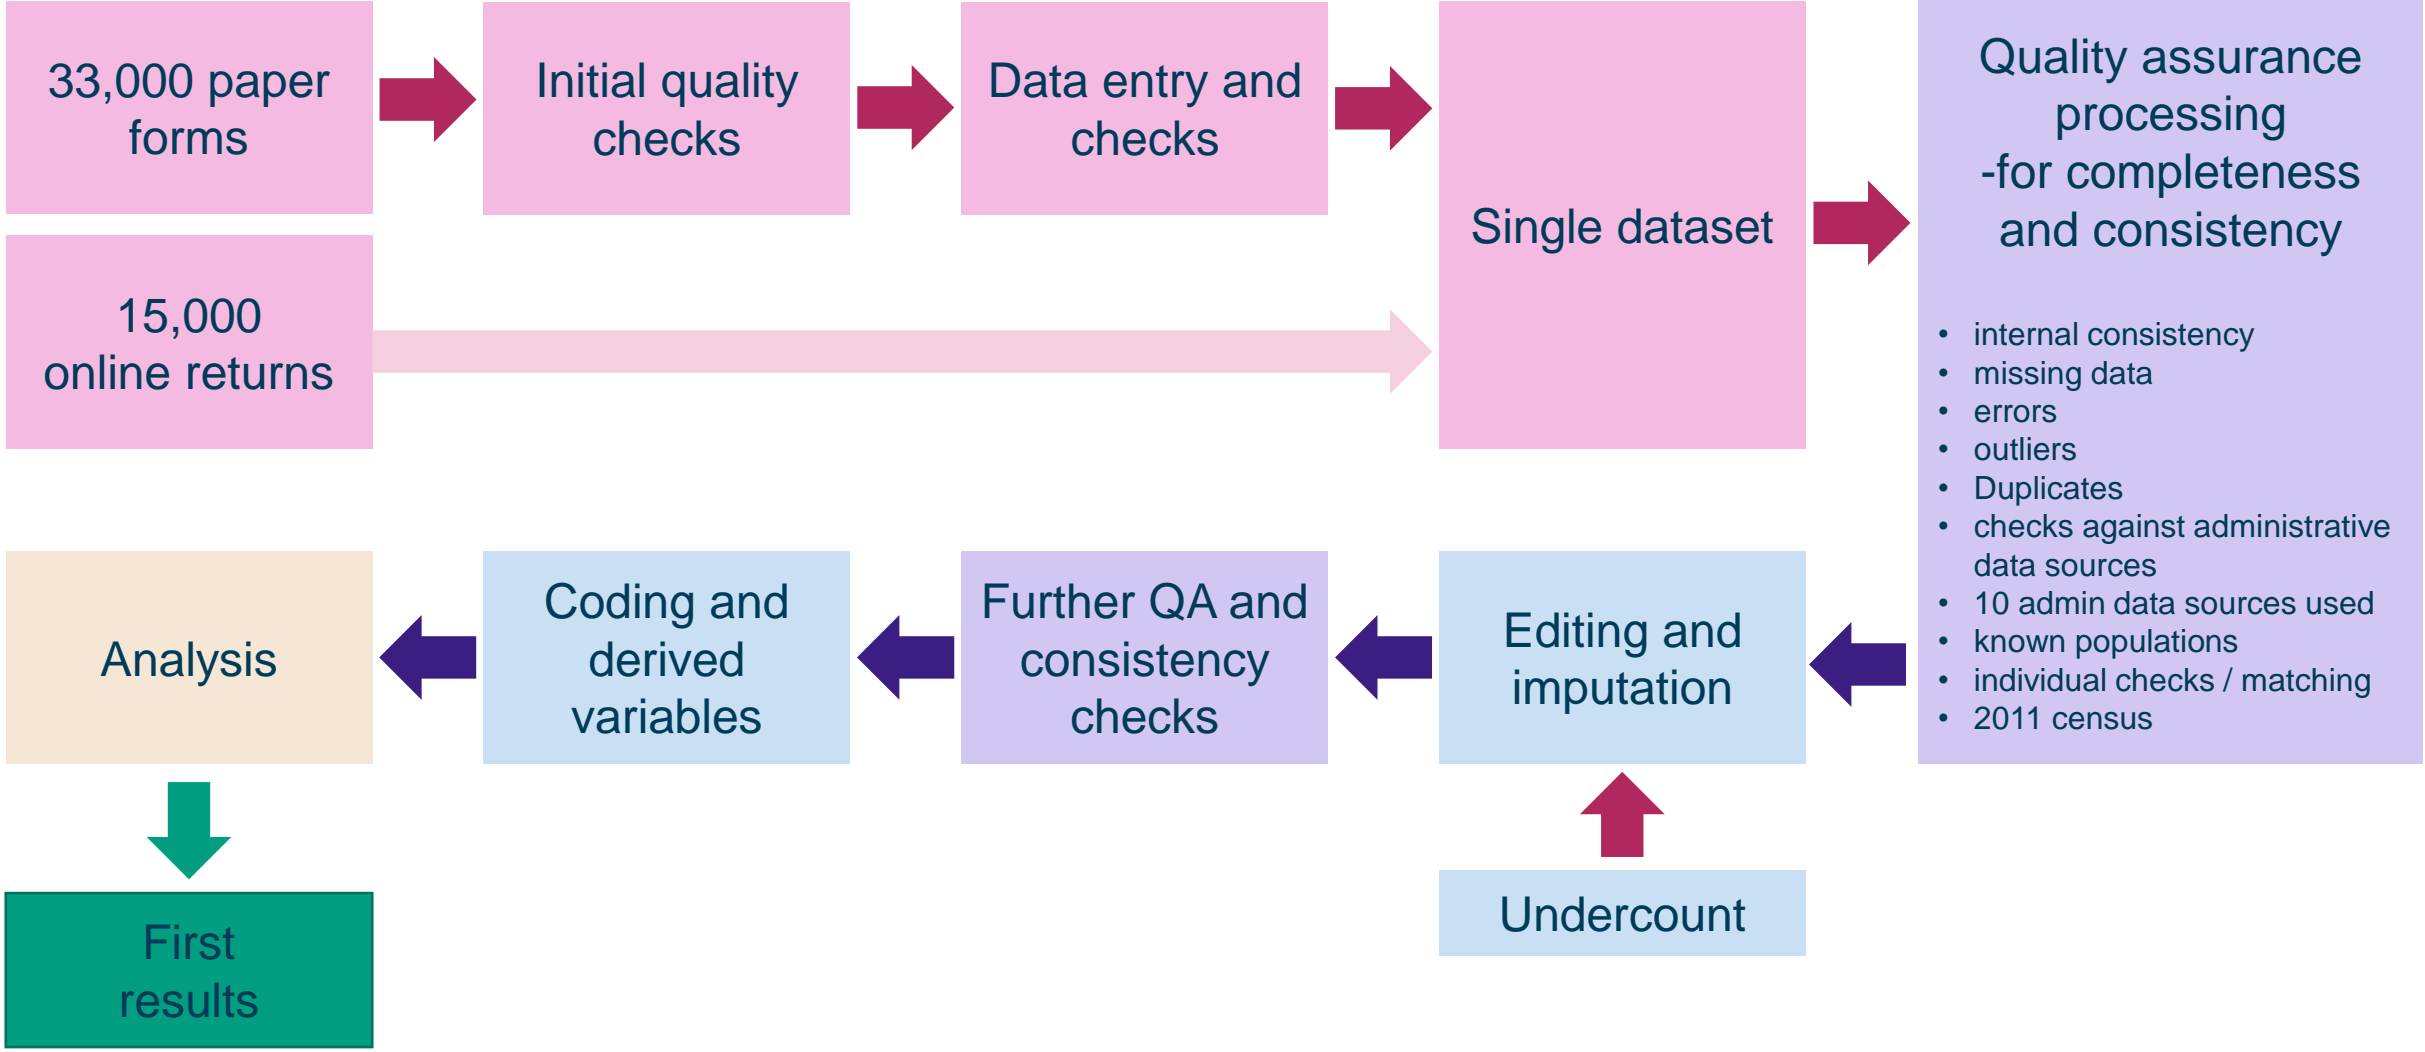 33,000 paper
forms
Initial quality
checks
Data entry and
checks
Single dataset
Quality assurance
processing
-for completeness
and consistency
• internal consistency
• missing data
• errors
• outliers
• Duplicates
• checks against administrative
data sources
• 10 admin data sources used
• known populations
• individual checks / matching
• 2011 census
15,000
online returns
Analysis
Coding and
derived
variables
Further QA and
consistency
checks
Editing and
imputation
Undercount
First
results